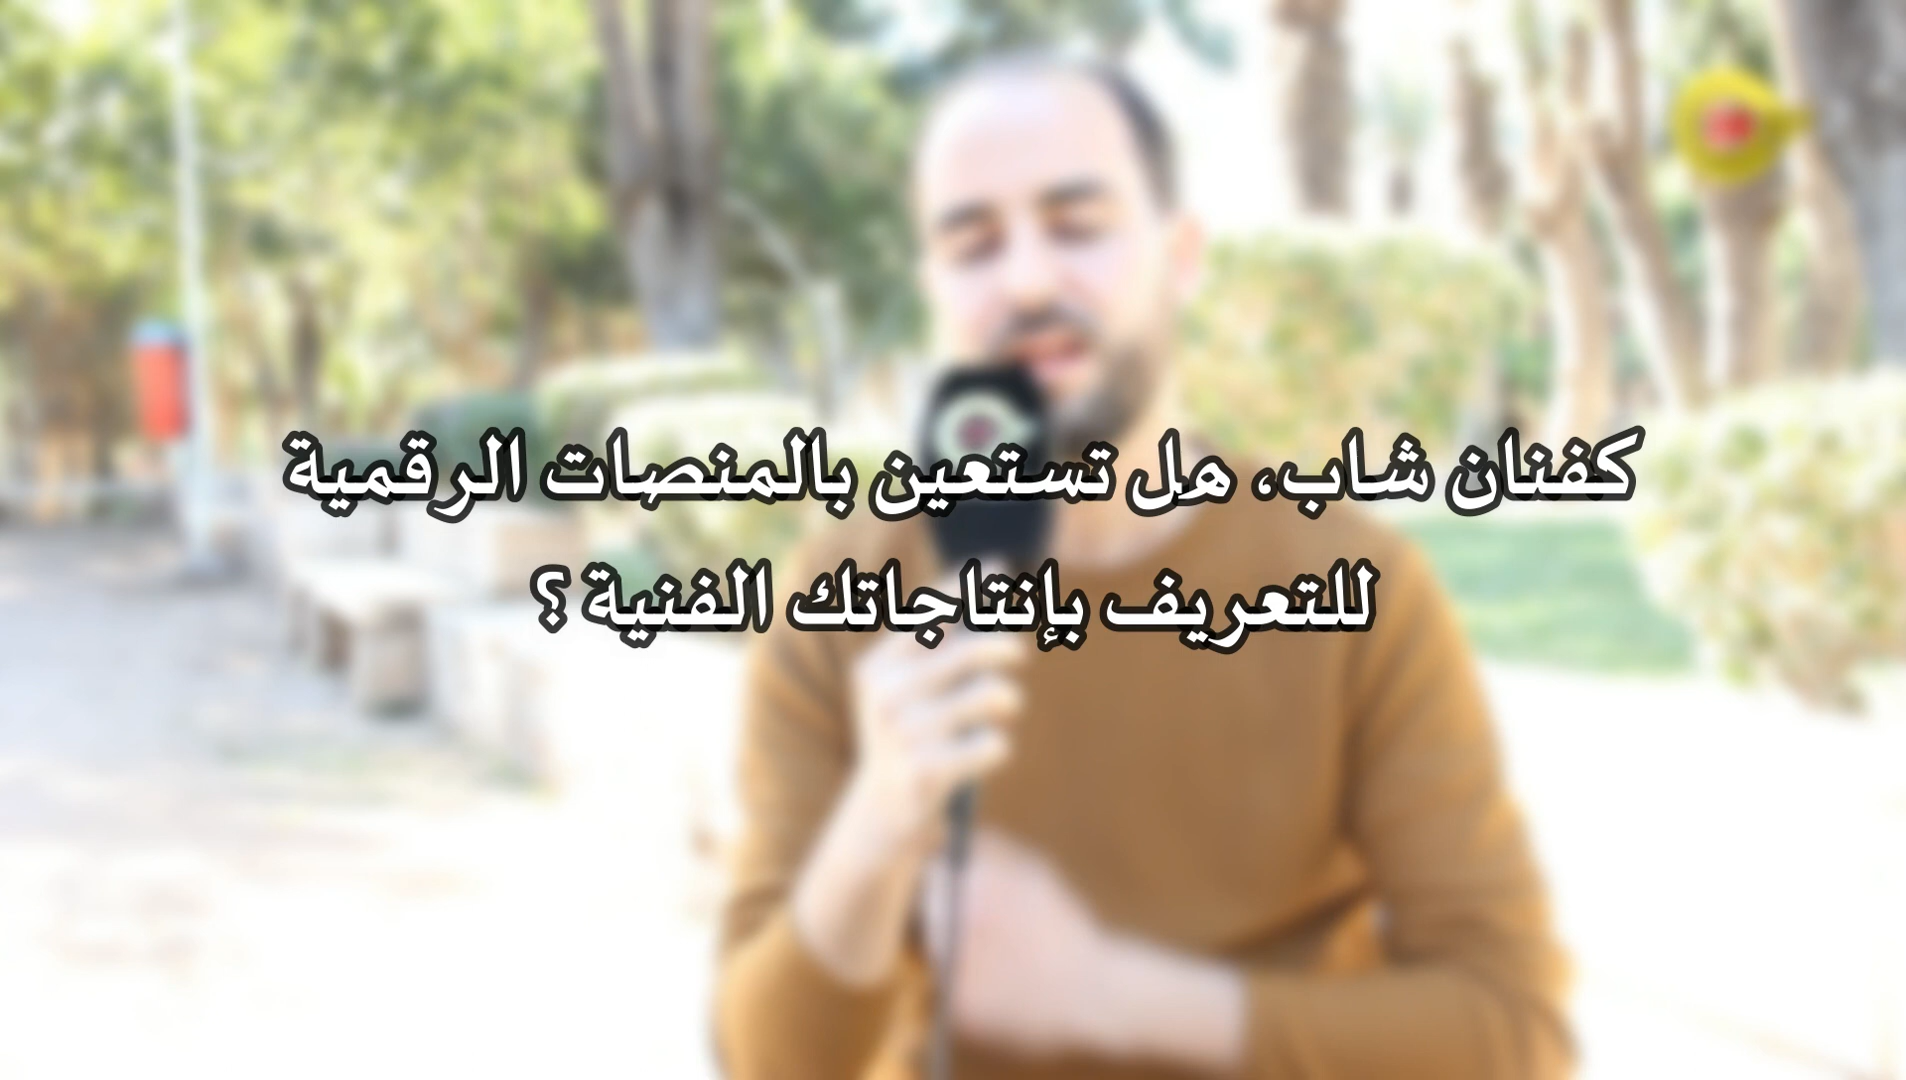 كفنان شاب، هل تستعين بالمنصات الرقمية
للتعريف بإنتاجاتك الفنية ؟